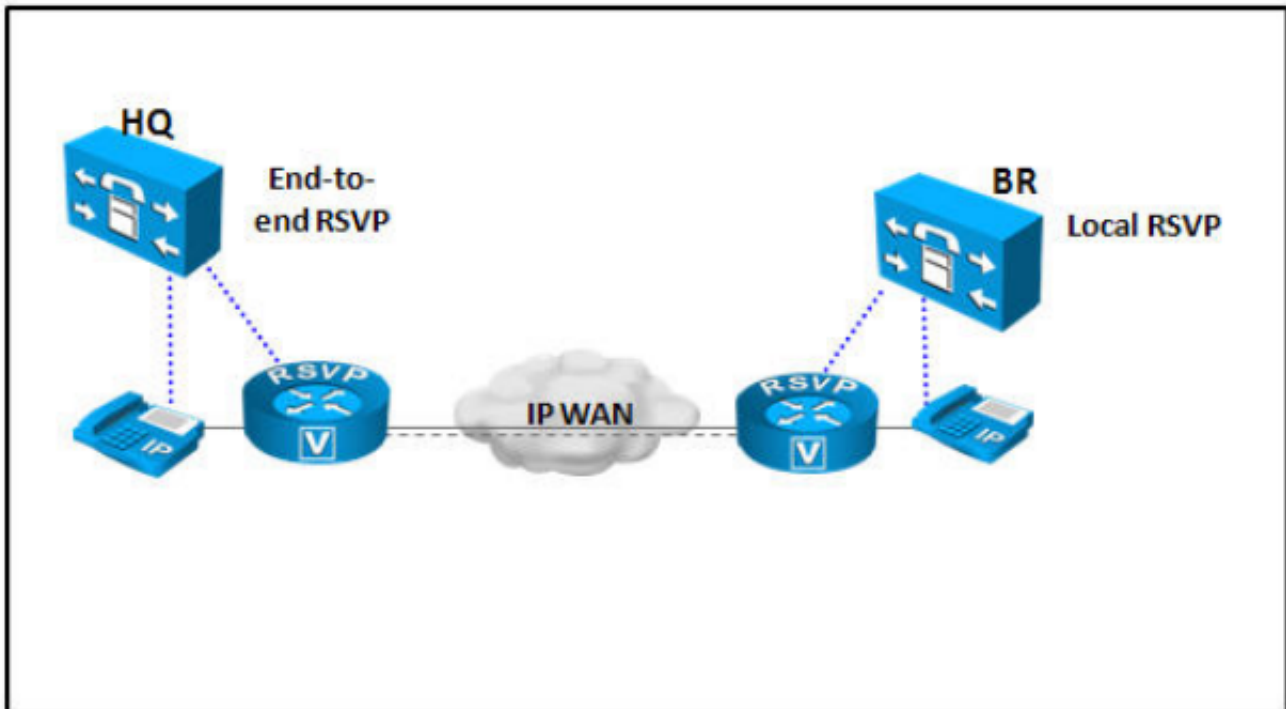 HQ
End-to-
end RSVP
BR
Local RSVP
RSVP
V
IP
IP WAN
RSVP
V
IP